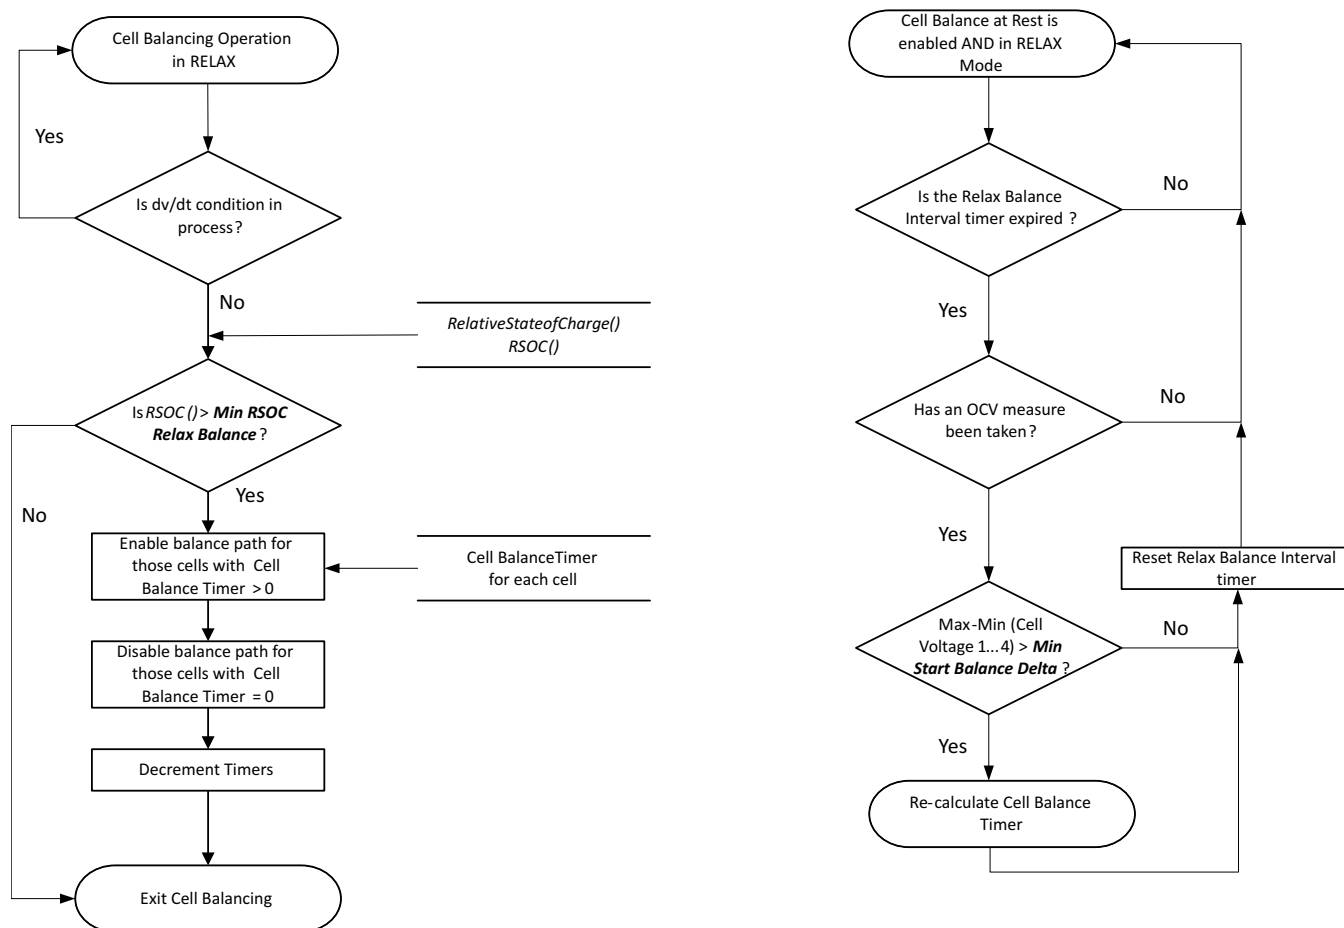 Cell Balancing Operation
in RELAX
Yes
Is dv/dt condition in
process?
No
RelativeStateofCharge()
RSOC()
Is RSOC () > Min RSOC
Relax Balance ?
No
Yes
Enable balance path for
those cells with Cell
Balance Timer > 0
Cell BalanceTimer
for each cell
Disable balance path for
those cells with Cell
Balance Timer = 0
Decrement Timers
Exit Cell Balancing
Cell Balance at Rest is
enabled AND in RELAX
Mode
Is the Relax Balance
Interval timer expired ?
No
Yes
Has an OCV measure
been taken?
No
Yes
Reset Relax Balance Interval
timer
Max-Min (Cell
Voltage 1...4) > Min
Start Balance Delta ?
No
Yes
Re-calculate Cell Balance
Timer